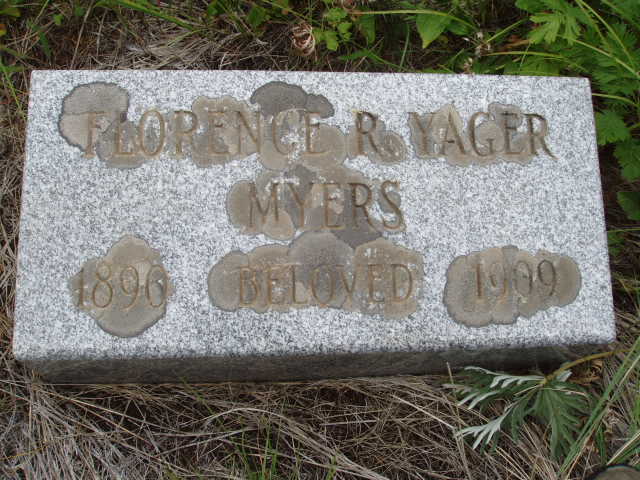 FLORENCE R. YAGER
MYERS
1890 BELOVED 1909